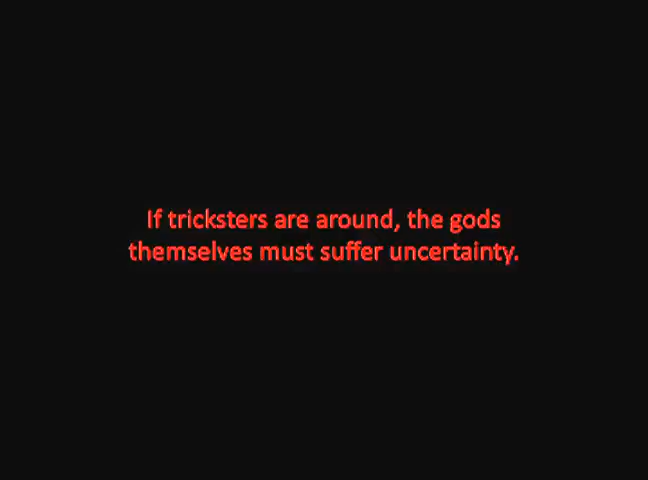 If tricksters are around, the gods
themselves must suffer uncertainty.